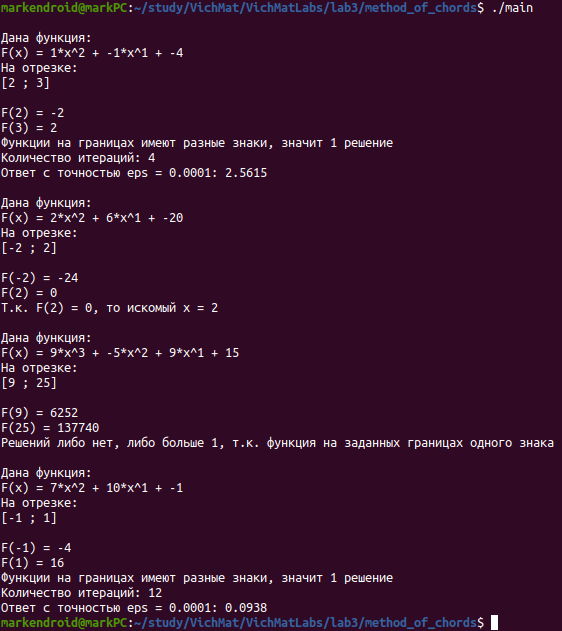 markendroid@markPC:~/study/VichMat/VichMatLabs/lab3/method_of_chords$ ./main
Дана функция:
F(x) = 1*x^2 + -1*x^1 + -4
На отрезке:
[2 ; 3]
F(2) = -2
F(3) = 2
Функции на границах имеют разные знаки, значит 1 решение
Количество итераций: 4
Ответ с точностью eps = 0.0001: 2.5615
Дана функция:
F(x) = 2*x^2 + 6*x^1 + -20
На отрезке:
[-2 ; 2]
F(-2) = -24
F(2) = 0
Т.к. F(2) = 0, то искомый x = 2
Дана функция:
F(x) = 9*x^3 + -5*x^2 + 9*x^1 + 15
На отрезке:
[9 ; 25]
F(9) = 6252
F(25) = 137740
Решений либо нет, либо больше 1, т.к. функция на заданных границах одного знака
Дана функция:
F(x) = 7*x^2 + 10*x^1 + -1
На отрезке:
[-1 ; 1]
F(-1) = -4
F(1) = 16
Функции на границах имеют разные знаки, значит 1 решение
Количество итераций: 12
Ответ с точностью eps = 0.0001: 0.0938
markendroid@markPC:~/study/VichMat/VichMatLabs/lab3/method_of_chords$